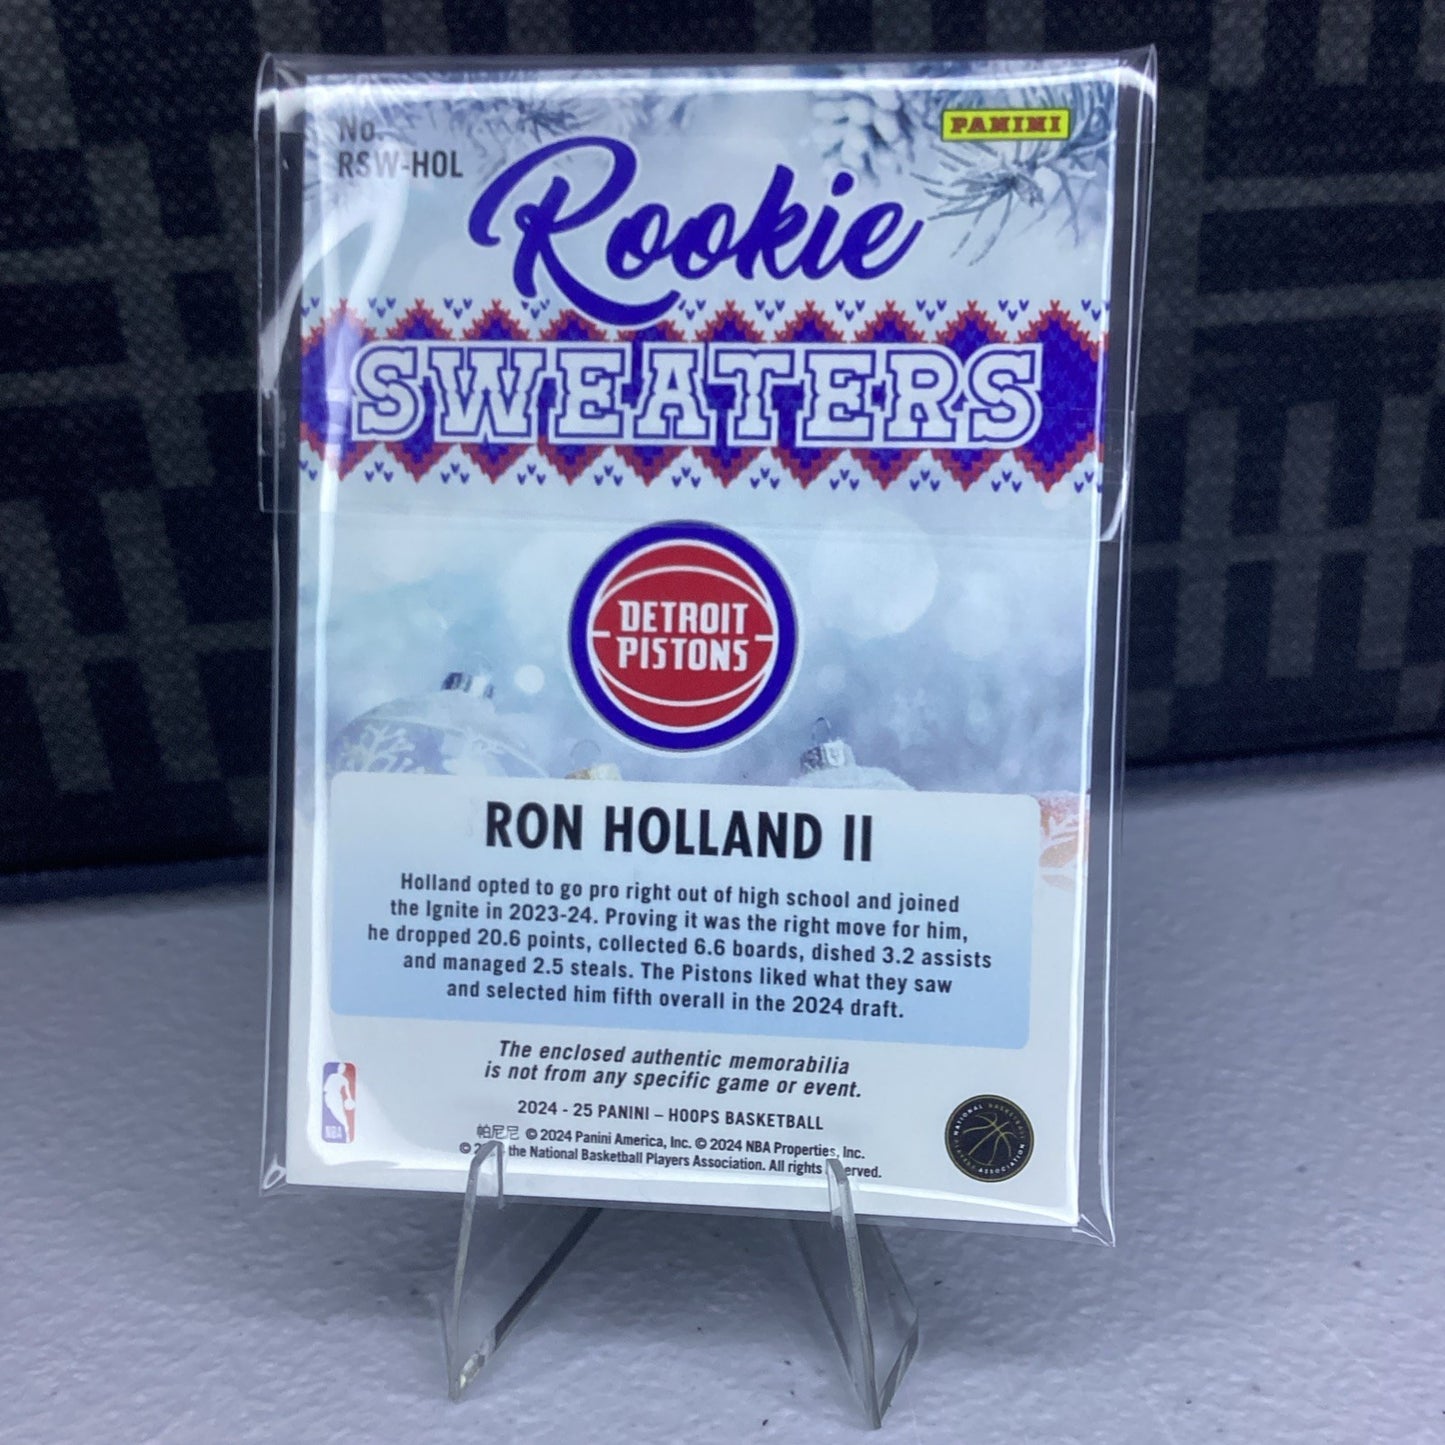 No.
RSW-HOL
PANINI
Rookie
SWEATERS
DETROIT
PISTONS
RON HOLLAND II
Holland opted to go pro right out of high school and joined
the Ignite in 2023-24. Proving it was the right move for him,
he dropped 20.6 points, collected 6.6 boards, dished 3.2 assists
and managed 2.5 steals. The Pistons liked what they saw
and selected him fifth overall in the 2024 draft.
The enclosed authentic memorabilia
is not from any specific game or event.
2024 - 25 PANINI – HOOPS BASKETBALL
帕尼尼 © 2024 Panini America, Inc. © 2024 NBA Properties, Inc.
© the National Basketball Players Association. All rights
NBA
NATIONAL BASKETBALL
PLAYERS ASSOCIATION